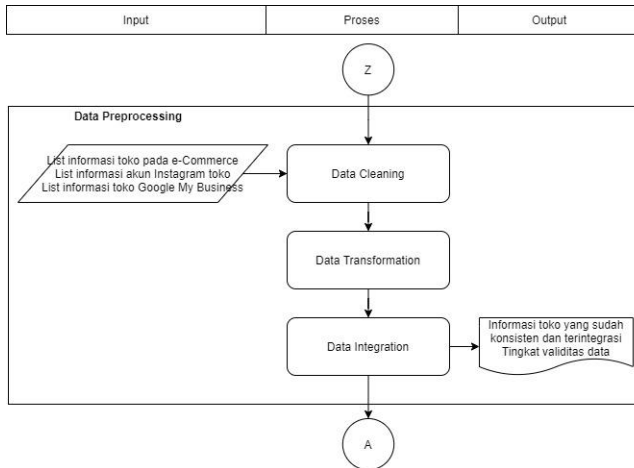 Input
Proses
Output
Z
Data Preprocessing
List informasi toko pada e-Commerce
List informasi akun Instagram toko
List informasi toko Google My Business
Data Cleaning
Data Transformation
Data Integration
Informasi toko yang sudah
konsisten dan terintegrasi
Tingkat validitas data
A